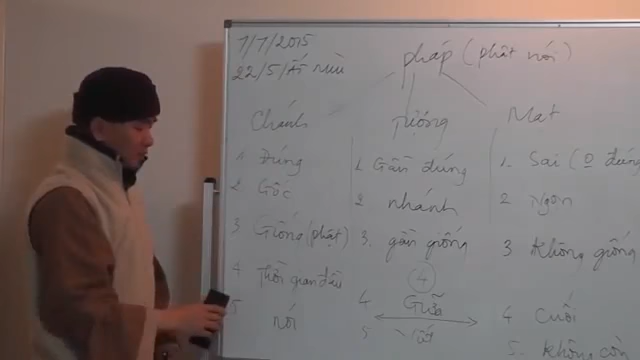 7/7/2015
22/5/Ất mùi
pháp (phật nói)
Chánh
1 Đúng
2 Gốc
3 Giống (phật)
4 Thời gian đầu
5 nói
Tượng
1. Gần đúng
2 nhánh
3. gần giống
4
4 Giữa
5
Mạt
1. Sai (0 đúng
2 Ngọn
3 Không giống
4 Cuối
5. Không còn